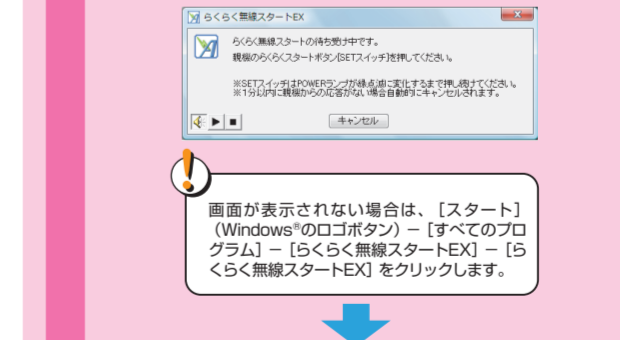 らくらく無線スタートEX
らくらく無線スタートの待ち受け中です。
親機のらくらくスタートボタン(SETスイッチ)を押してください。
※SETスイッチはPOWERランプが緑点滅に変化するまで押し続けてください。
※1分以内に親機からの応答がない場合自動的にキャンセルされます。
キャンセル
画面が表示されない場合は、［スタート］
（Windows®のロゴボタン）－［すべてのプロ
グラム］－［らくらく無線スタートEX］－［ら
くらく無線スタートEX］をクリックします。